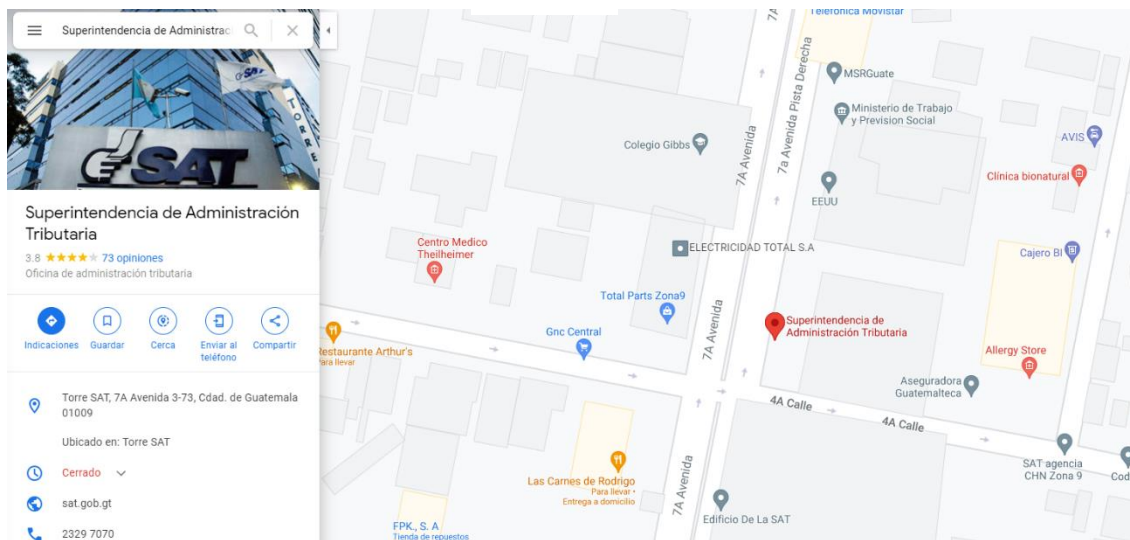 Superintendencia de Administrac
SAT
SAT
TORRE
Superintendencia de Administración
Tributaria
3.8
73 opiniones
Oficina de administración tributaria
Indicaciones
Guardar
Cerca
Enviar al
teléfono
Compartir
Torre SAT, 7A Avenida 3-73, Cdad. de Guatemala
01009
Ubicado en: Torre SAT
Cerrado
sat.gob.gt
2329 7070
7A
Telefónica Movistar
MSRGuate
7a Avenida Pista Derecha
Ministerio de Trabajo
y Prevision Social
AVIS
Colegio Gibbs
7A Avenida
Clínica bionatural
EEUU
Centro Medico
Theilheimer
ELECTRICIDAD TOTAL S.A
Cajero BI
Total Parts Zona9
Superintendencia de
Administración Tributaria
Gnc Central
7A Avenida
Restaurante Arthur's
Para llevar
Allergy Store
Aseguradora
Guatemalteca
4A Calle
4A Calle
SAT agencia
CHN Zona 9
Cod
Las Carnes de Rodrigo
Para llevar •
Entrega a domicilio
7A Avenida
Edificio De La SAT
FPK., S. A
Tienda de repuestos